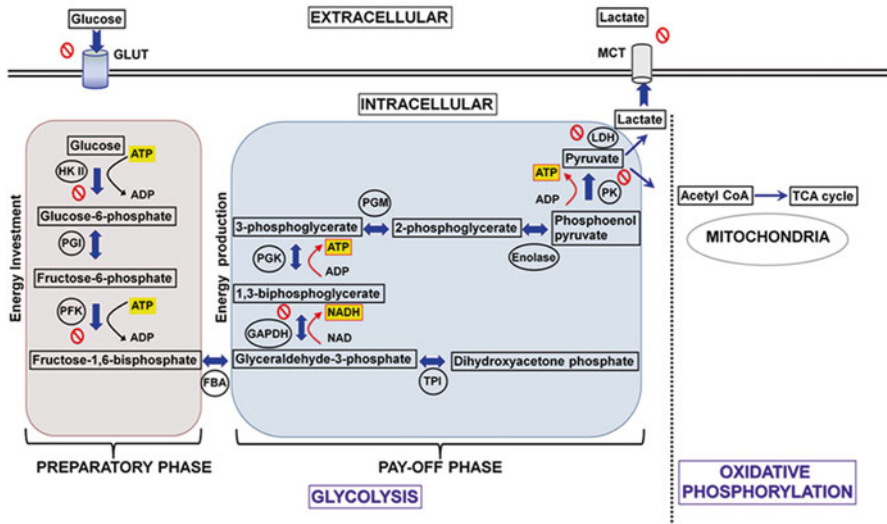 Glucose
EXTRACELLULAR
Lactate
GLUT
MCT
INTRACELLULAR
Lactate
Energy Investment
Glucose
ATP
HK II
ADP
Glucose-6-phosphate
PGI
Fructose-6-phosphate
PFK
ATP
ADP
Fructose-1,6-bisphosphate
FBA
Energy production
LDH
Pyruvate
ATP
ADP
PK
PGM
3-phosphoglycerate
2-phosphoglycerate
Phosphoenol
pyruvate
Enolase
PGK
ATP
ADP
1,3-biphosphoglycerate
NADH
GAPDH
NAD
Glyceraldehyde-3-phosphate
TPI
Dihydroxyacetone phosphate
Acetyl CoA
TCA cycle
MITOCHONDRIA
PREPARATORY PHASE
PAY-OFF PHASE
GLYCOLYSIS
OXIDATIVE
PHOSPHORYLATION